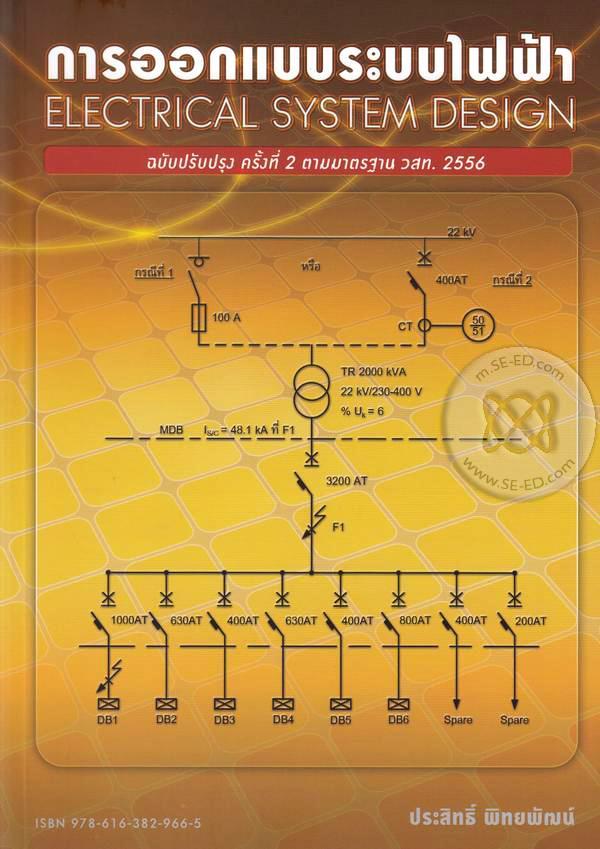 การออกแบบระบบไฟฟ้า
ELECTRICAL SYSTEM DESIGN
ฉบับปรับปรุง ครั้งที่ 2 ตามมาตรฐาน วสท. 2556
22 kV
กรณีที่ 1
หรือ
400AT
กรณีที่ 2
100 A
CT
50
51
TR 2000 kVA
22 kV/230-400 V
% Uk = 6
m.SE-ED.com
www.SE-ED.com
MDB IS/C = 48.1 kA ที่ F1
3200 AT
F1
1000AT 630AT 400AT 630AT 400AT 800AT 400AT 200AT
DB1 DB2 DB3 DB4 DB5 DB6 Spare Spare
ISBN 978-616-382-966-5
ประสิทธิ์ พิทยพัฒน์